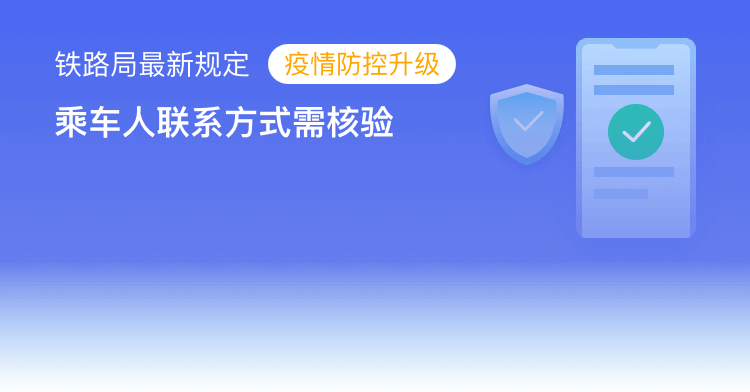 铁路局最新规定 疫情防控升级
乘车人联系方式需核验